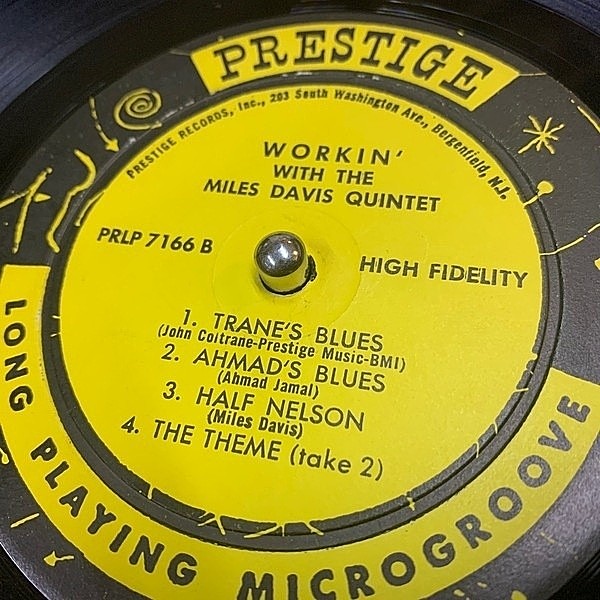 PRESTIGE
PRESTIGE RECORDS, Inc., 203 South Washington Ave., Bergenfield, N.J.
WORKIN'
WITH THE
MILES DAVIS QUINTET
PRLP 7166 B
HIGH FIDELITY
1. TRANE'S BLUES
(John Coltrane-Prestige Music-BMI)
2. AHMAD'S BLUES
(Ahmad Jamal)
3. HALF NELSON
(Miles Davis)
4. THE THEME (take 2)
LONG PLAYING MICROGROOVE